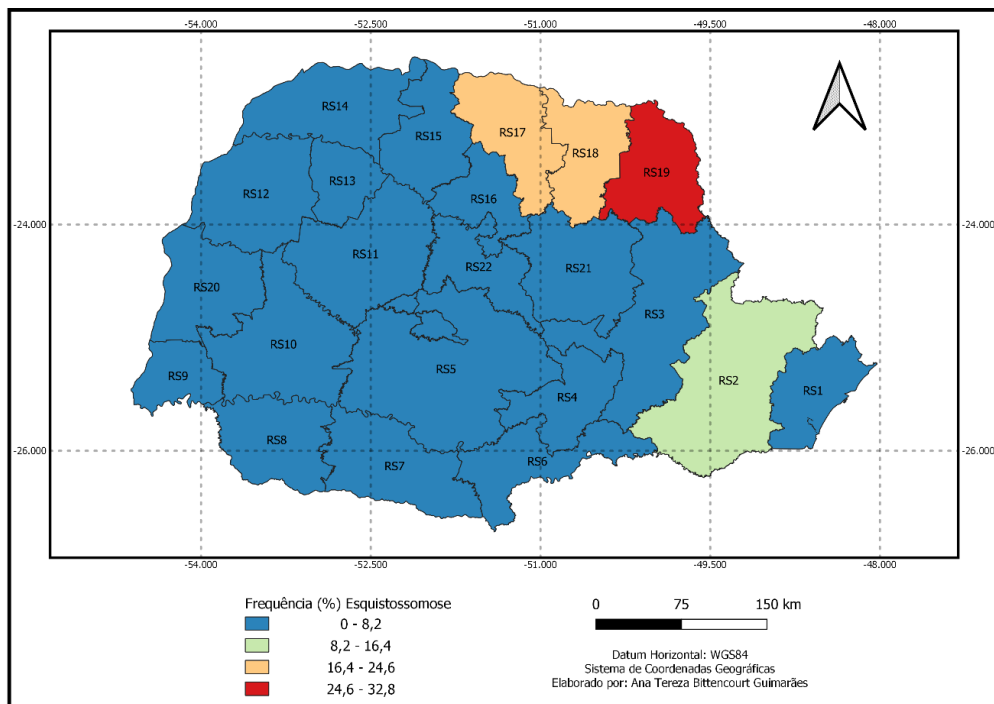 -54.000 -52.500 -51.000 -49.500 -48.000
RS14
RS17
RS15
RS18
RS19
RS13
RS12
RS16
-24.000 -24.000
RS11
RS22
RS21
RS20
RS3
RS10
RS5
RS9
RS2
RS1
RS4
RS8
RS6
RS7
-26.000 -26.000
-54.000 -52.500 -51.000 -49.500 -48.000
Frequência (%) Esquistossomose
0 - 8,2
8,2 - 16,4
16,4 - 24,6
24,6 - 32,8
0 75 150 km
Datum Horizontal: WGS84
Sistema de Coordenadas Geográficas
Elaborado por: Ana Tereza Bittencourt Guimarães